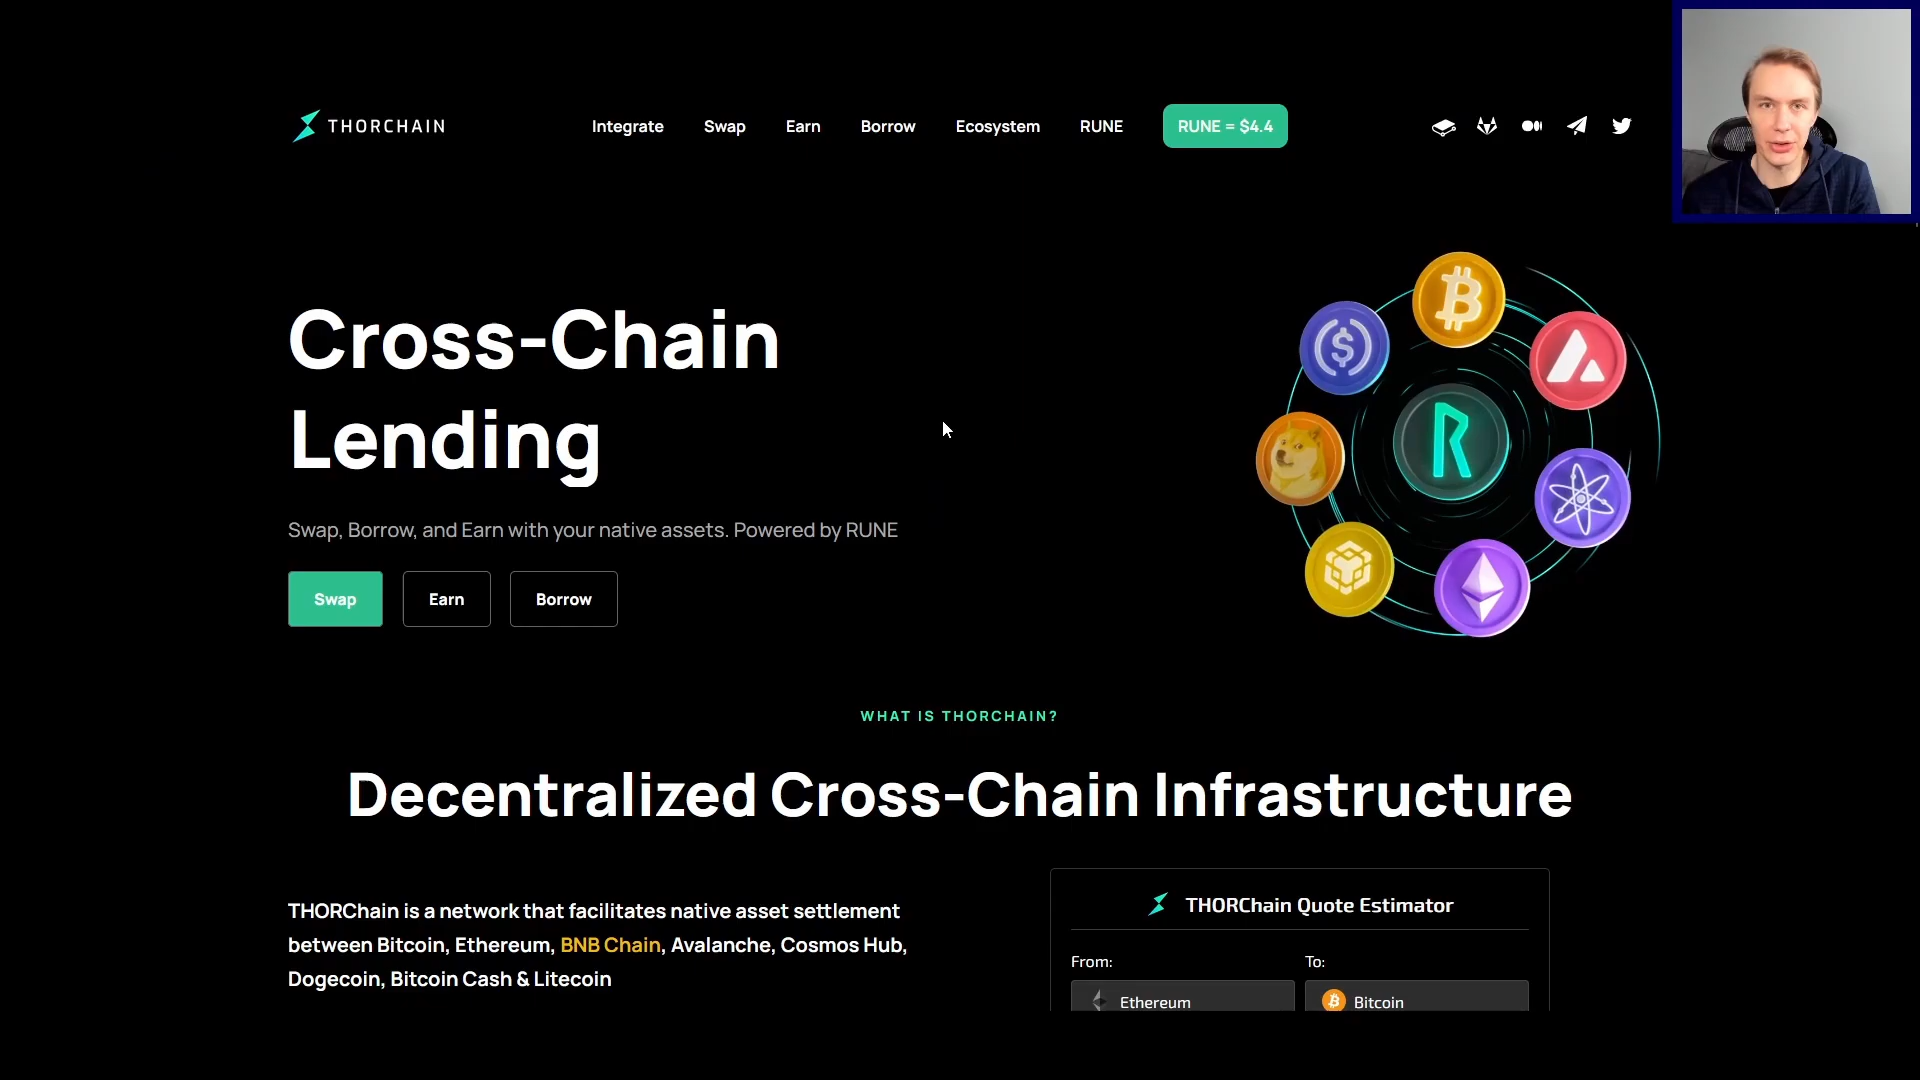 THORCHAIN
Integrate Swap Earn Borrow Ecosystem RUNE RUNE = $4.4
Cross-Chain
Lending
Swap, Borrow, and Earn with your native assets. Powered by RUNE
Swap Earn Borrow
WHAT IS THORCHAIN?
Decentralized Cross-Chain Infrastructure
THORChain is a network that facilitates native asset settlement
between Bitcoin, Ethereum, BNB Chain, Avalanche, Cosmos Hub,
Dogecoin, Bitcoin Cash & Litecoin
THORChain Quote Estimator
From: To:
Ethereum Bitcoin